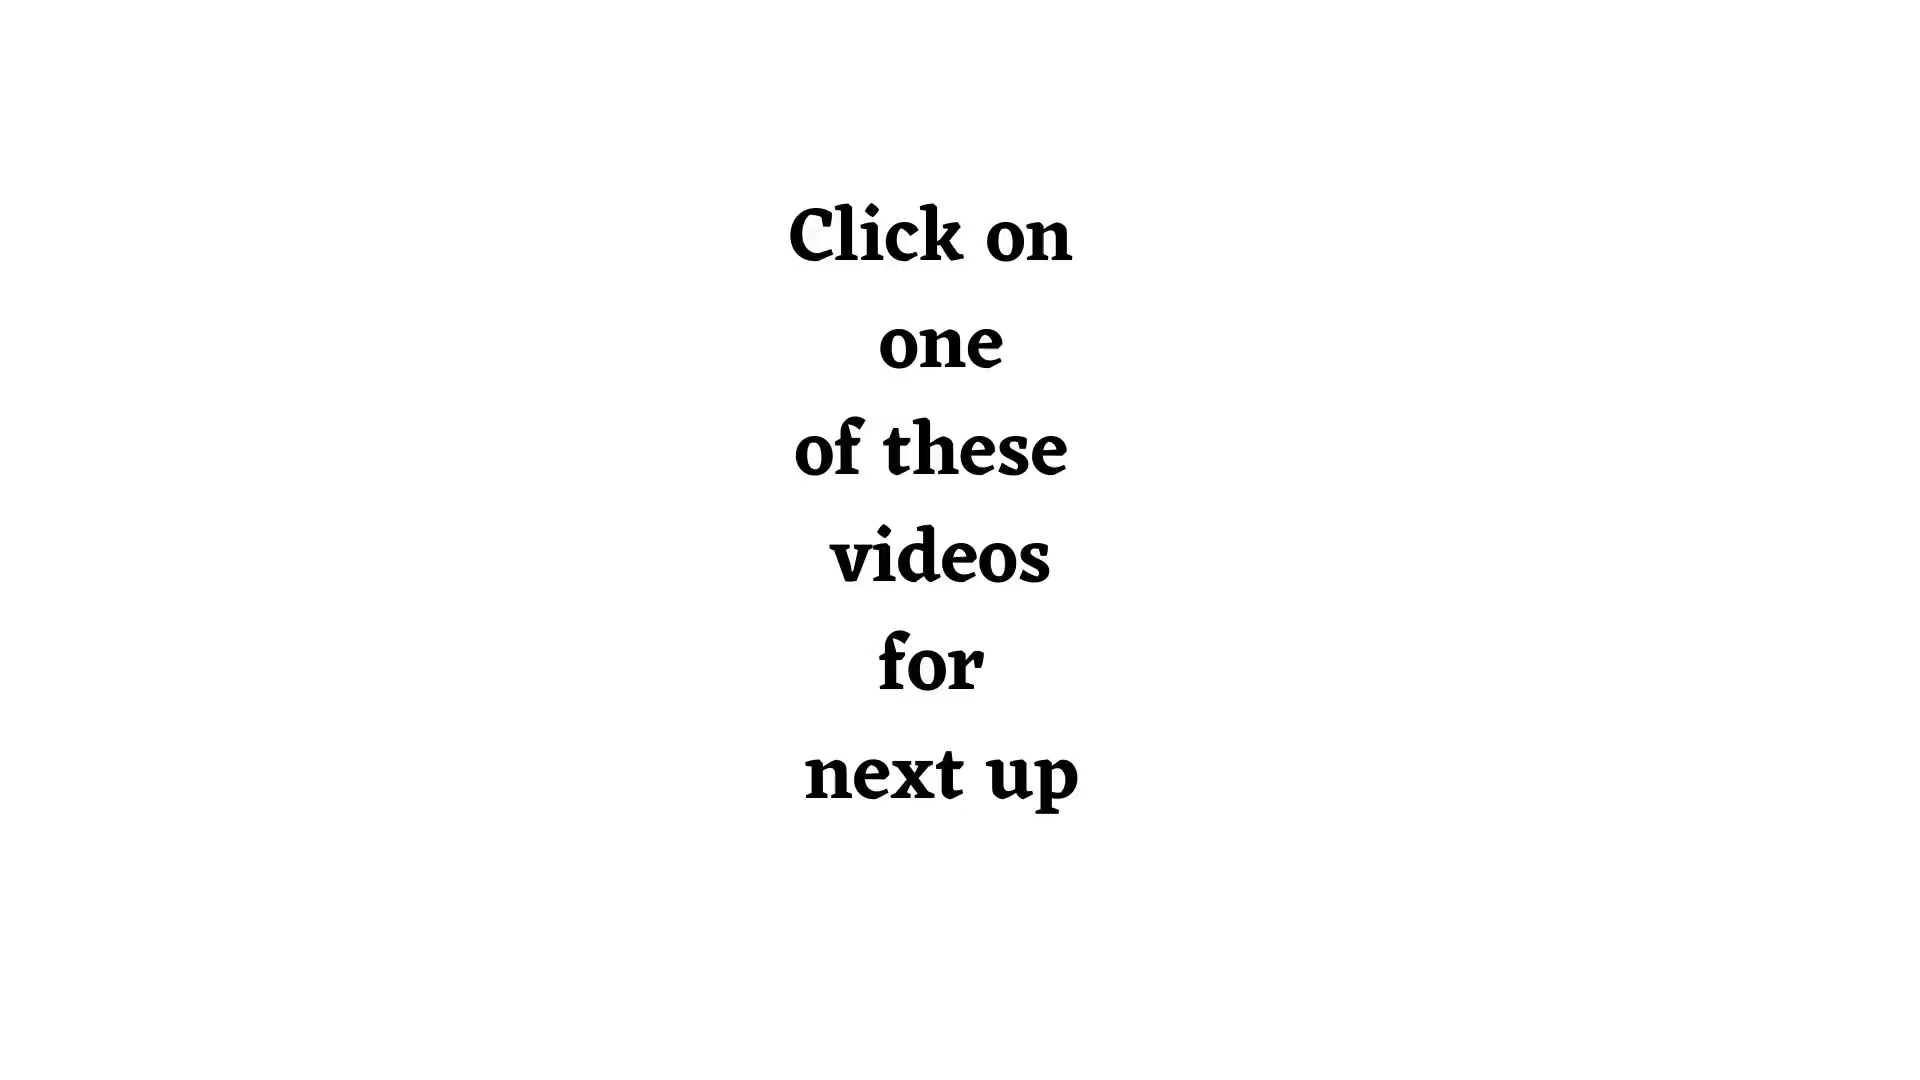 Click on
one
of these
videos
for
next up